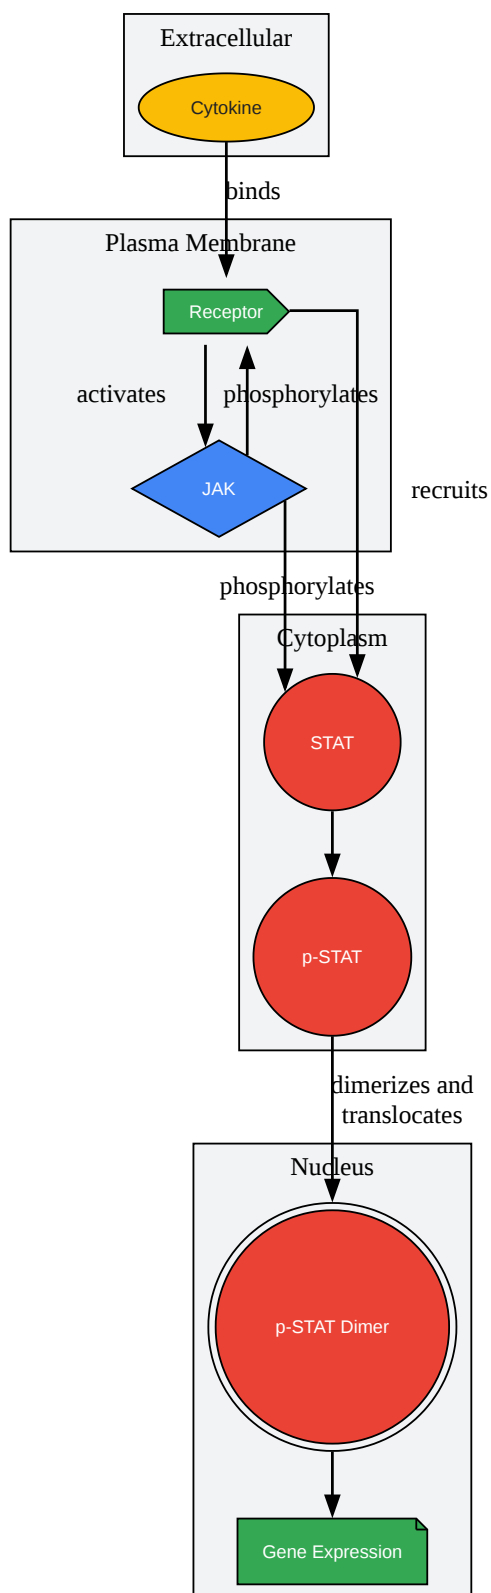 Extracellular
Cytokine
binds
Plasma Membrane
Receptor
activates
phosphorylates
JAK
recruits
phosphorylates
Cytoplasm
STAT
p-STAT
dimerizes and
translocates
Nucleus
p-STAT Dimer
Gene Expression